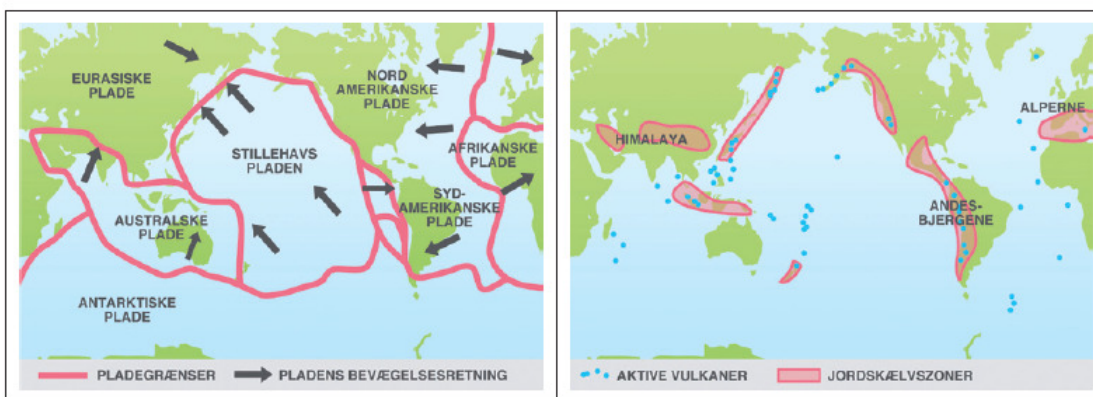 EURASISKE
PLADE
NORD
AMERIKANSKE
PLADE
AFRIKANSKE
PLADE
STILLEHAVS
PLADEN
SYD-
AMERIKANSKE
PLADE
AUSTRALSKE
PLADE
ANTARKTISKE
PLADE
PLADEGRÆNSER
PLADENS BEVÆGELSESRETNING
HIMALAYA
ALPERNE
ANDES-
BJERGENE
AKTIVE VULKANER
JORDSKÆLVSZONER